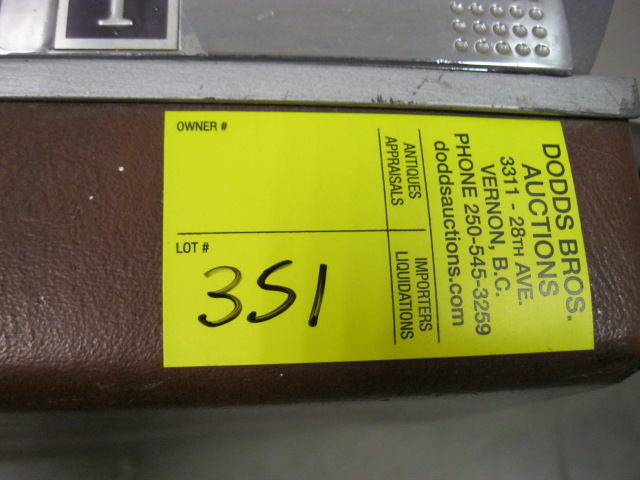 OWNER #
LOT #
351
ANTIQUES
APPRAISALS
IMPORTERS
LIQUIDATIONS
DODDS BROS.
AUCTIONS
3311 - 28TH AVE.
VERNON, B.C.
PHONE 250-545-3259
doddsauctions.com